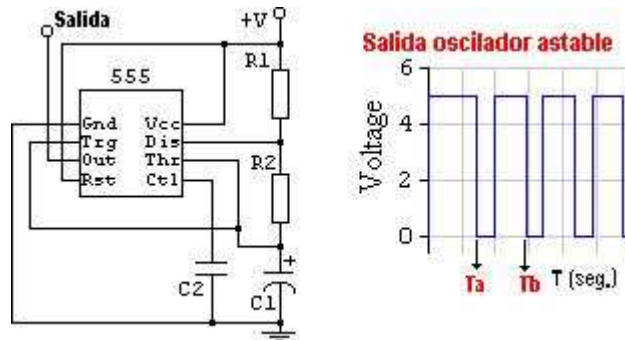 Salida
+V
R1
555
Gnd Vcc
Trg Dis
Out Thr
Rst Ctl
R2
+
C2
C1
Salida oscilador astable
Voltage
6
4
2
0
Ta Tb T (seg.)